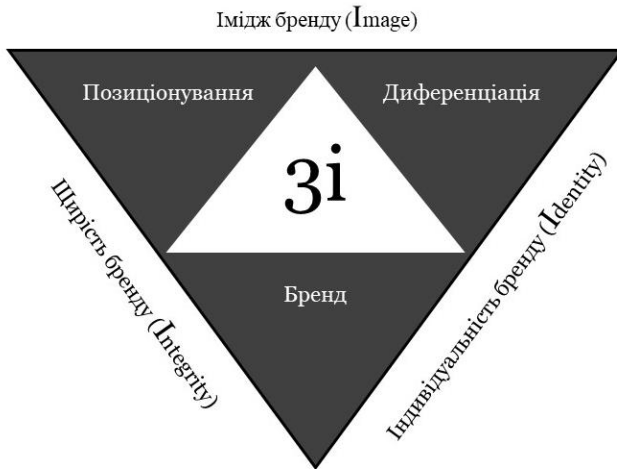 Імідж бренду (Image)
Позиціонування
Диференціація
3i
Щирість бренду (Integrity)
Індивідуальність бренду (Identity)
Бренд